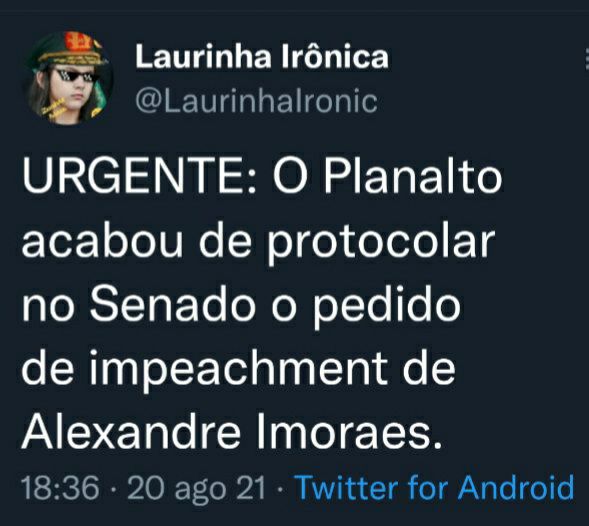 Laurinha Irônica
@LaurinhaIronic
URGENTE: O Planalto
acabou de protocolar
no Senado o pedido
de impeachment de
Alexandre Imoraes.
18:36 · 20 ago 21 · Twitter for Android